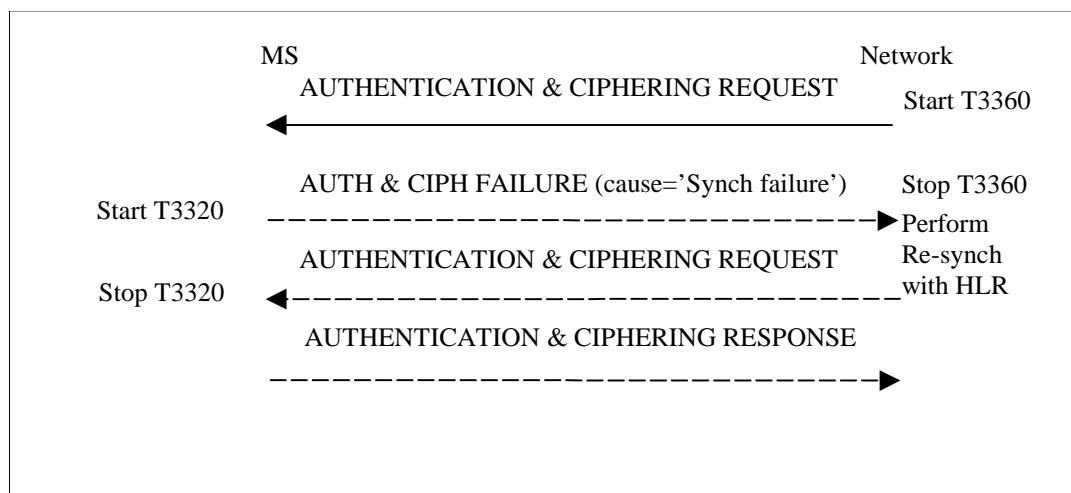 MS
Network
AUTHENTICATION & CIPHERING REQUEST
Start T3360
AUTH & CIPH FAILURE (cause=’Synch failure’)
Stop T3360
Start T3320
Perform
Re-synch
with HLR
AUTHENTICATION & CIPHERING REQUEST
Stop T3320
AUTHENTICATION & CIPHERING RESPONSE